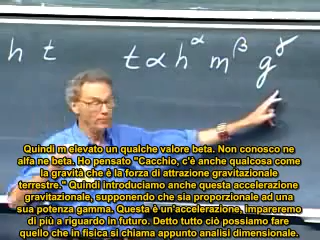 h t t ∝ h^α m^β g^γ
Quindi m elevato un qualche valore beta. Non conosco ne
alfa ne beta. Ho pensato "Cacchio, c'è anche qualcosa come
la gravità che è la forza di attrazione gravitazionale
terrestre." Quindi introduciamo anche questa accelerazione
gravitazionale, supponendo che sia proporzionale ad una
sua potenza gamma. Questa è un'accelerazione, impareremo
di più a riguardo in futuro. Detto tutto ciò possiamo fare
quello che in fisica si chiama appunto analisi dimensionale.